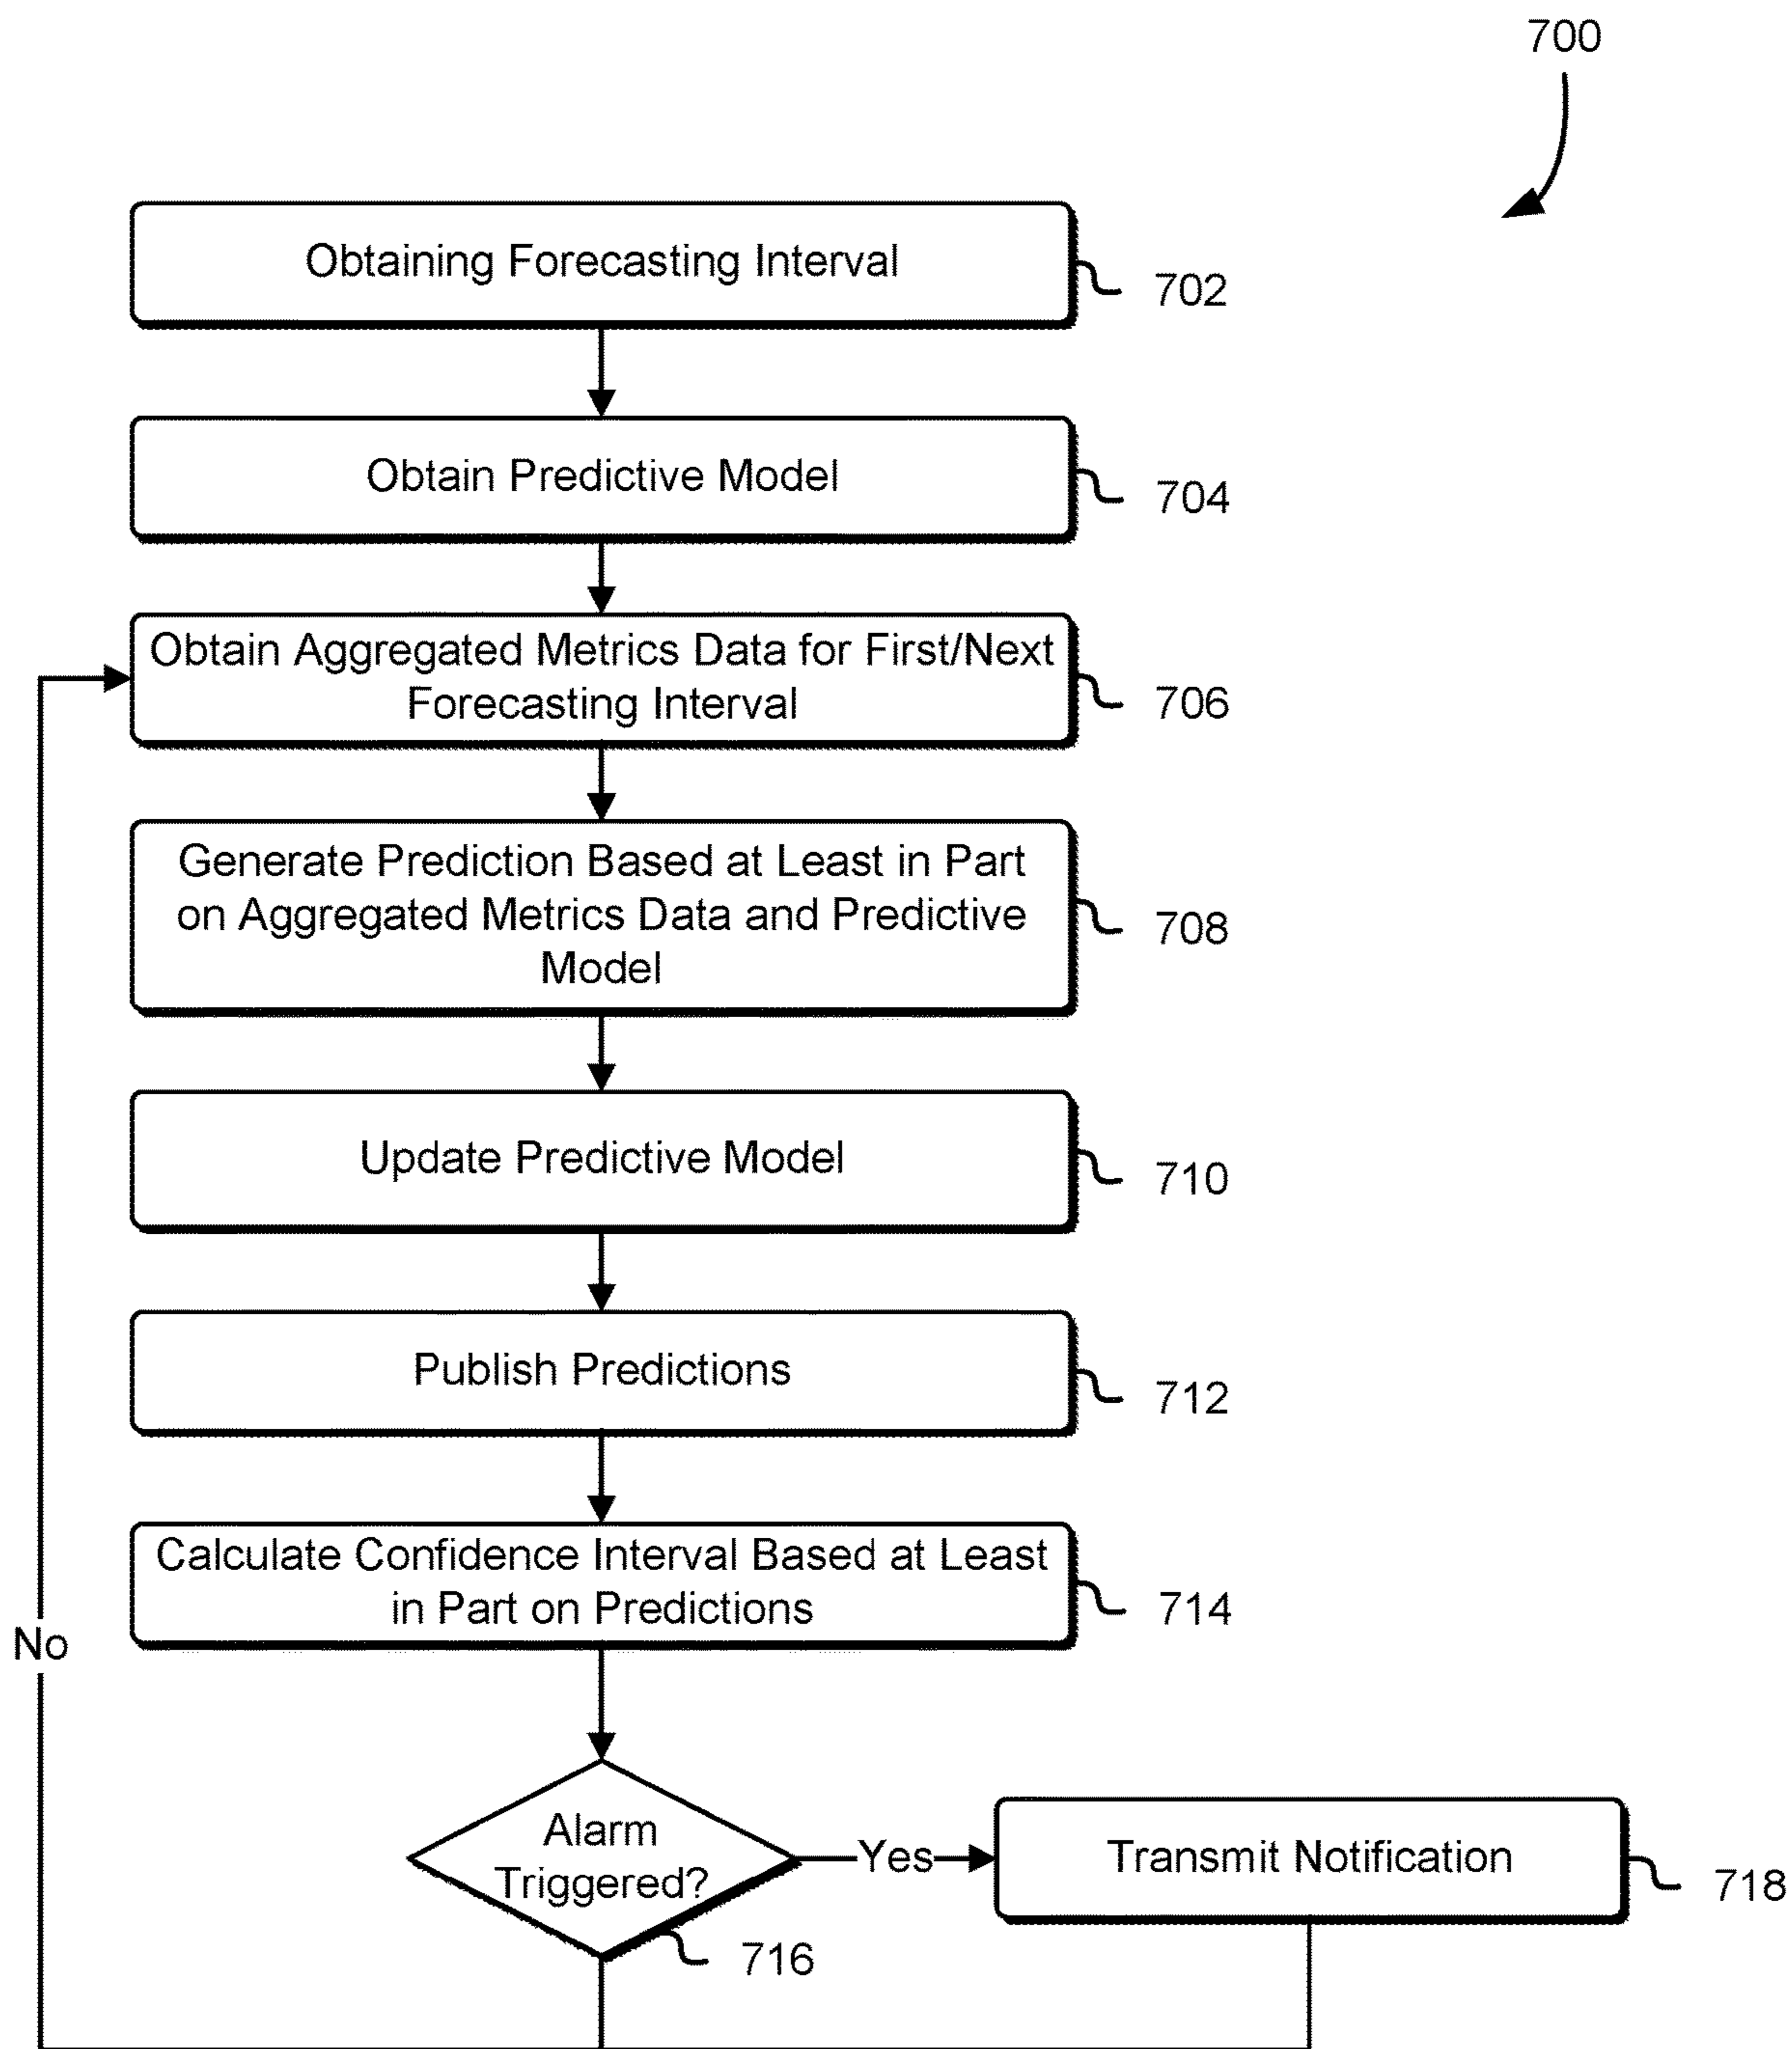 700
Obtaining Forecasting Interval
702
Obtain Predictive Model
704
Obtain Aggregated Metrics Data for First/Next
Forecasting Interval
706
Generate Prediction Based at Least in Part
on Aggregated Metrics Data and Predictive
Model
708
Update Predictive Model
710
Publish Predictions
712
Calculate Confidence Interval Based at Least
in Part on Predictions
714
No
Alarm
Triggered?
716
Yes
Transmit Notification
718